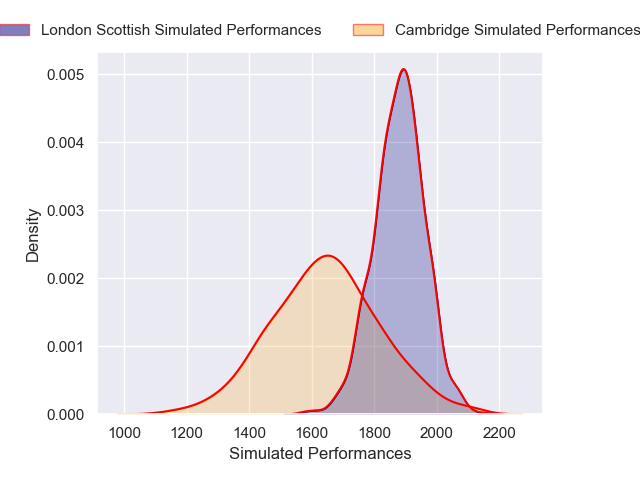 London Scottish Simulated Performances Cambridge Simulated Performances
0.005
0.004
0.003
0.002
0.001
0.000
Density
1000 1200 1400 1600 1800 2000 2200
Simulated Performances